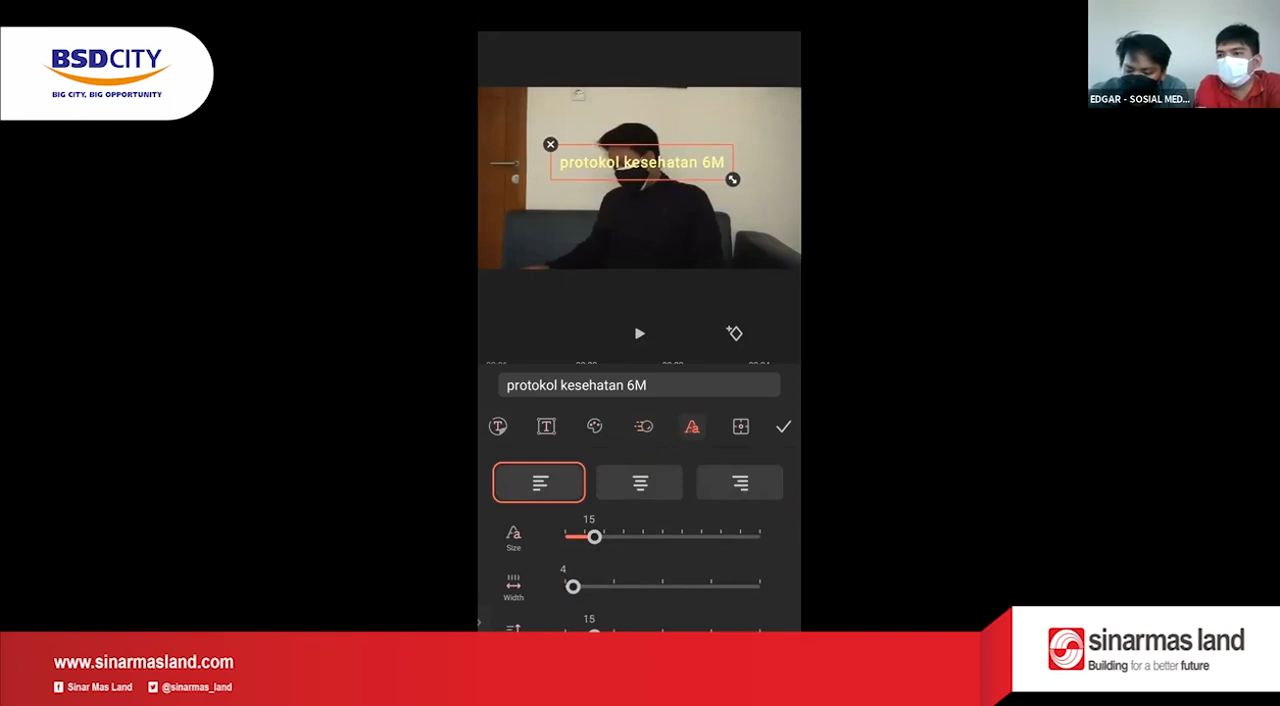 BSDCITY
BIG CITY, BIG OPPORTUNITY
EDGAR - SOSIAL MED...
protokol kesehatan 6M
protokol kesehatan 6M
15
Size
4
Width
15
www.sinarmasland.com
Sinar Mas Land
@sinarmas_land
sinarmas land
Building for a better future